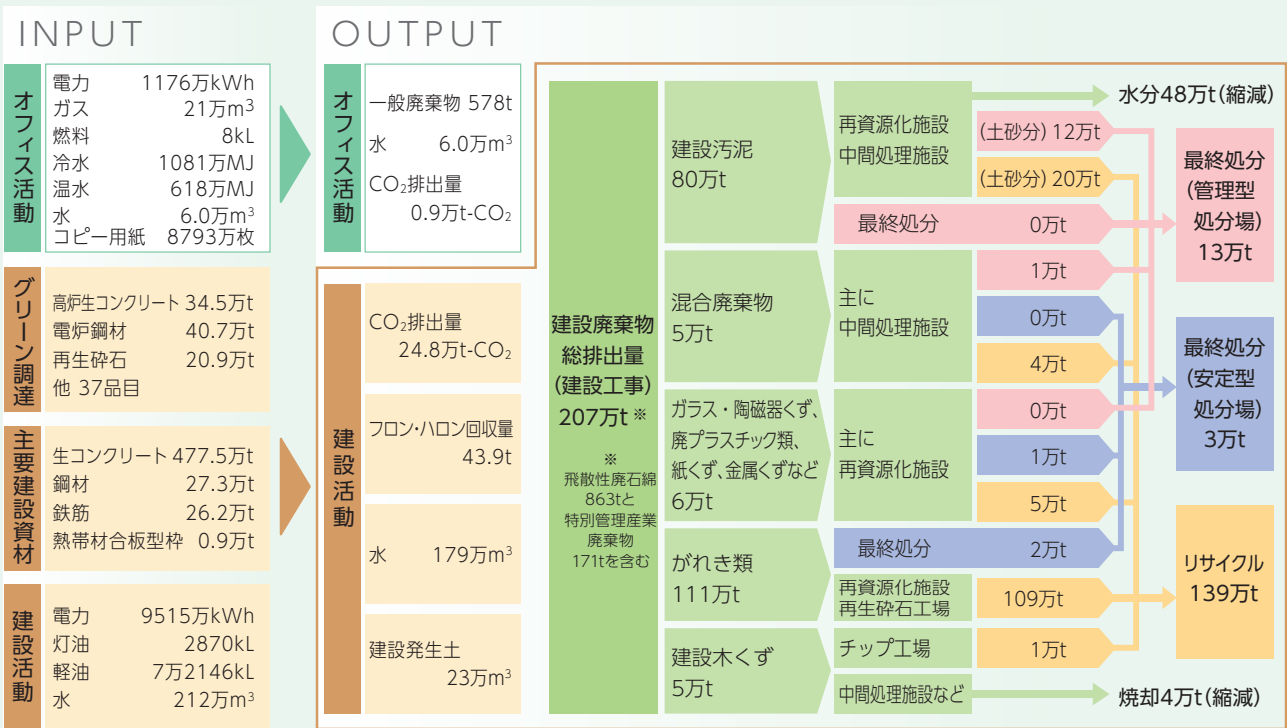 INPUT
オフィス活動
電力 1176万kWh
ガス 21万m³
燃料 8kL
冷水 1081万MJ
温水 618万MJ
水 6.0万m³
コピー用紙 8793万枚
グリーン調達
高炉生コンクリート 34.5万t
電炉鋼材 40.7万t
再生砕石 20.9万t
他 37品目
主要建設資材
生コンクリート 477.5万t
鋼材 27.3万t
鉄筋 26.2万t
熱帯材合板型枠 0.9万t
建設活動
電力 9515万kWh
灯油 2870kL
軽油 7万2146kL
水 212万m³
OUTPUT
オフィス活動
一般廃棄物 578t
水 6.0万m³
CO₂排出量
0.9万t-CO₂
建設活動
CO₂排出量
24.8万t-CO₂
フロン・ハロン回収量
43.9t
水 179万m³
建設発生土
23万m³
建設廃棄物
総排出量
(建設工事)
207万t※
※
飛散性廃石綿
863tと
特別管理産業
廃棄物
171tを含む
建設汚泥
80万t
再資源化施設
中間処理施設
水分48万t(縮減)
(土砂分) 12万t
(土砂分) 20万t
最終処分 0万t
混合廃棄物
5万t
主に
中間処理施設
1万t
0万t
4万t
ガラス・陶磁器くず、
廃プラスチック類、
紙くず、金属くずなど
6万t
主に
再資源化施設
0万t
1万t
5万t
がれき類
111万t
最終処分 2万t
再資源化施設
再生砕石工場
109万t
建設木くず
5万t
チップ工場
1万t
中間処理施設など
焼却4万t(縮減)
最終処分
(管理型
処分場)
13万t
最終処分
(安定型
処分場)
3万t
リサイクル
139万t